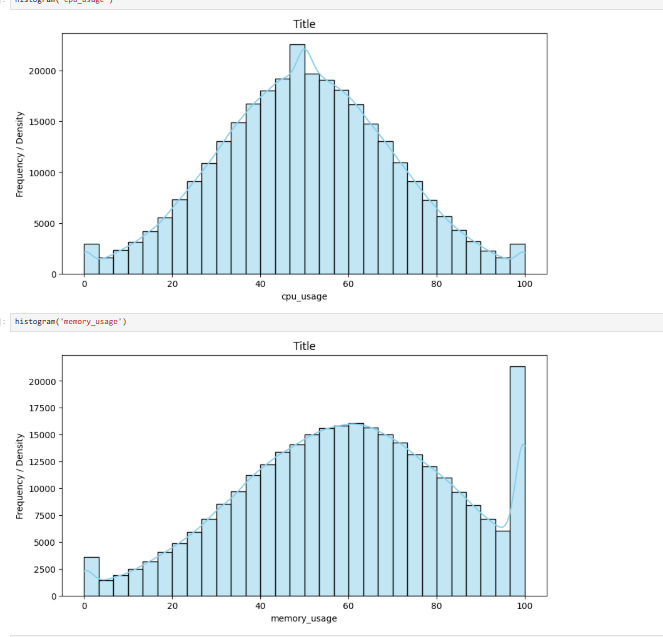 histogram('cpu_usage')
Title
20000
15000
10000
5000
0
Frequency / Density
0 20 40 60 80 100
cpu_usage
histogram('memory_usage')
Title
20000
17500
15000
12500
10000
7500
5000
2500
0
Frequency / Density
0 20 40 60 80 100
memory_usage